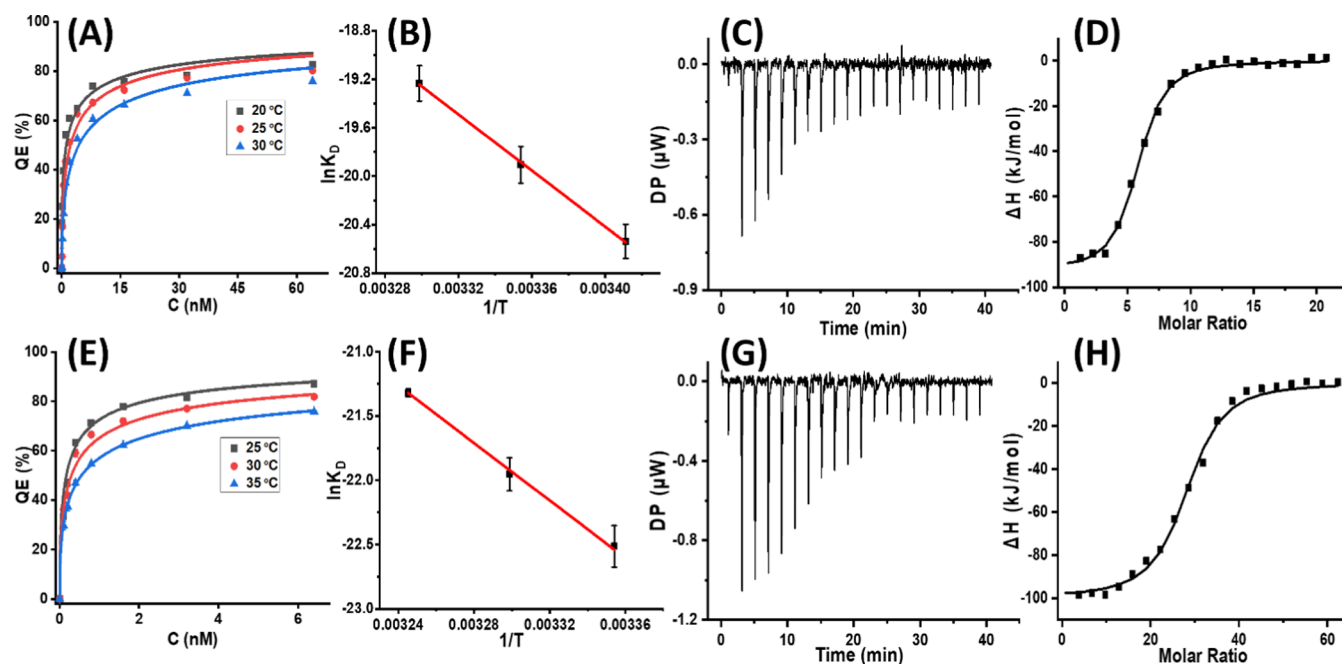 (A)
100
80
60
40
20
0
QE (%)
20 °C
25 °C
30 °C
0 15 30 45 60
C (nM)
(B)
-18.8
-19.2
-19.6
-20.0
-20.4
-20.8
lnK_D
0.00328 0.00332 0.00336 0.00340
1/T
(C)
0.0
-0.3
-0.6
-0.9
DP (μW)
0 10 20 30 40
Time (min)
(D)
0
-20
-40
-60
-80
-100
ΔH (kJ/mol)
0 5 10 15 20
Molar Ratio
(E)
100
80
60
40
20
0
QE (%)
25 °C
30 °C
35 °C
0 2 4 6
C (nM)
(F)
-21.0
-21.5
-22.0
-22.5
-23.0
lnK_D
0.00324 0.00328 0.00332 0.00336
1/T
(G)
0.0
-0.4
-0.8
-1.2
DP (μW)
0 10 20 30 40
Time (min)
(H)
0
-20
-40
-60
-80
-100
ΔH (kJ/mol)
0 20 40 60
Molar Ratio